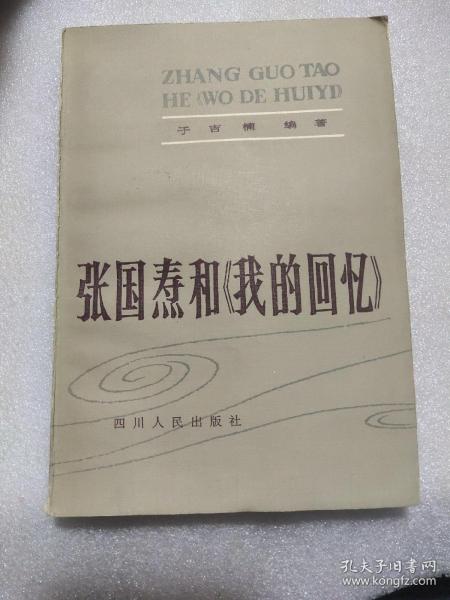 ZHANG GUO TAO
HE《WO DE HUIYI》
于吉楠 编著
张国焘和《我的回忆》
四川人民出版社
孔夫子旧书网
www.kongfz.com